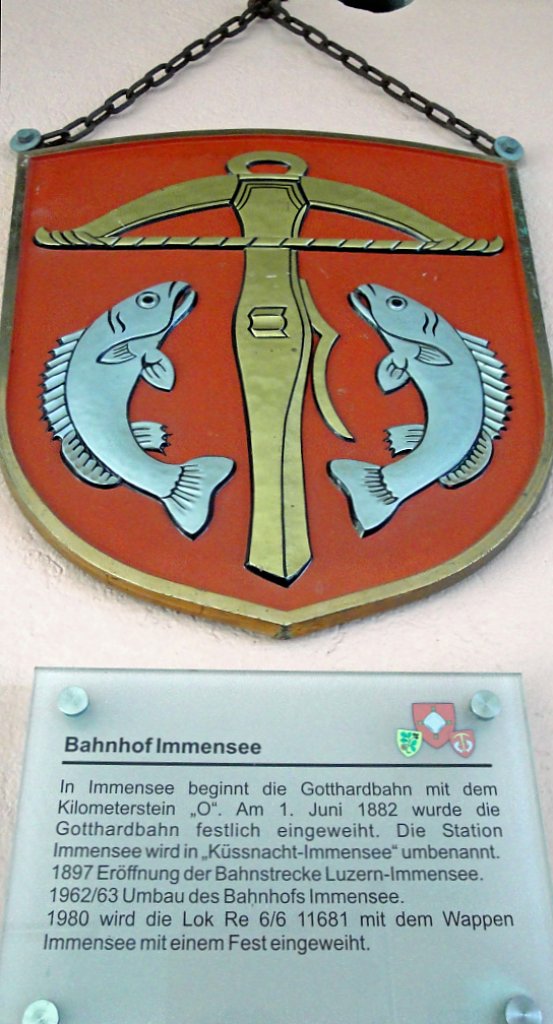 Bahnhof Immensee
In Immensee beginnt die Gotthardbahn mit dem
Kilometerstein „O“. Am 1. Juni 1882 wurde die
Gotthardbahn festlich eingeweiht. Die Station
Immensee wird in „Küssnacht-Immensee“ umbenannt.
1897 Eröffnung der Bahnstrecke Luzern-Immensee.
1962/63 Umbau des Bahnhofs Immensee.
1980 wird die Lok Re 6/6 11681 mit dem Wappen
Immensee mit einem Fest eingeweiht.